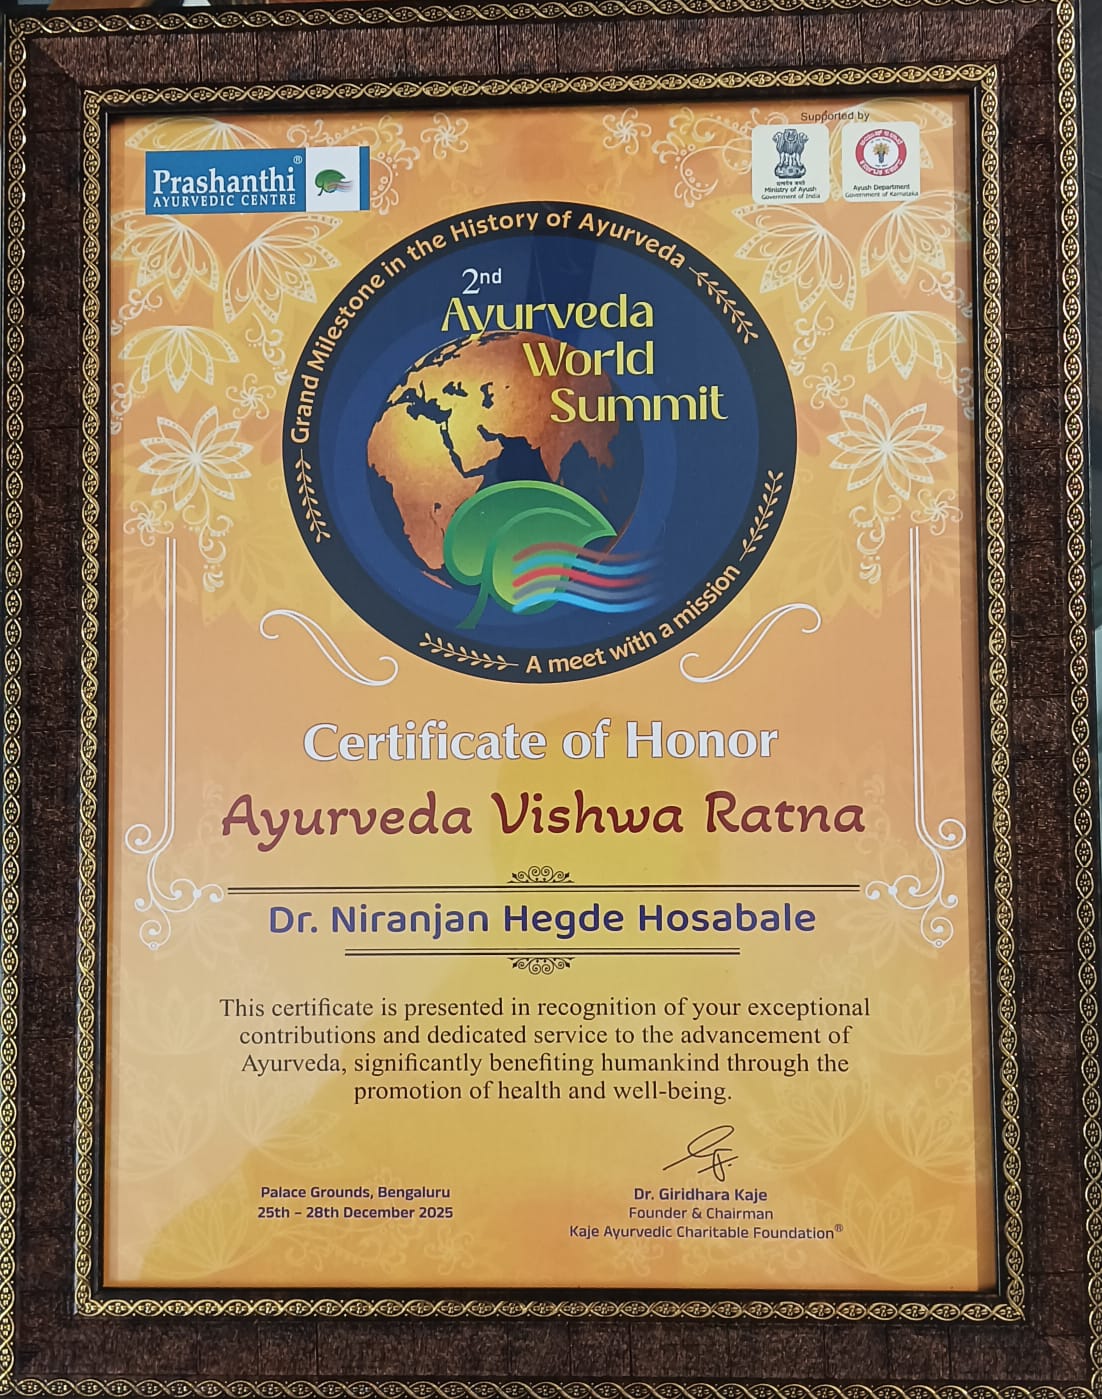 Supported by
Prashanthi®
AYURVEDIC CENTRE
Ministry of Ayush
Government of India
Ayush Department
Government of Karnataka
Grand Milestone in the History of Ayurveda
2nd
Ayurveda
World
Summit
A meet with a mission
Certificate of Honor
Ayurveda Vishwa Ratna
Dr. Niranjan Hegde Hosabale
This certificate is presented in recognition of your exceptional
contributions and dedicated service to the advancement of
Ayurveda, significantly benefiting humankind through the
promotion of health and well-being.
Palace Grounds, Bengaluru
25th – 28th December 2025
Dr. Giridhara Kaje
Founder & Chairman
Kaje Ayurvedic Charitable Foundation®